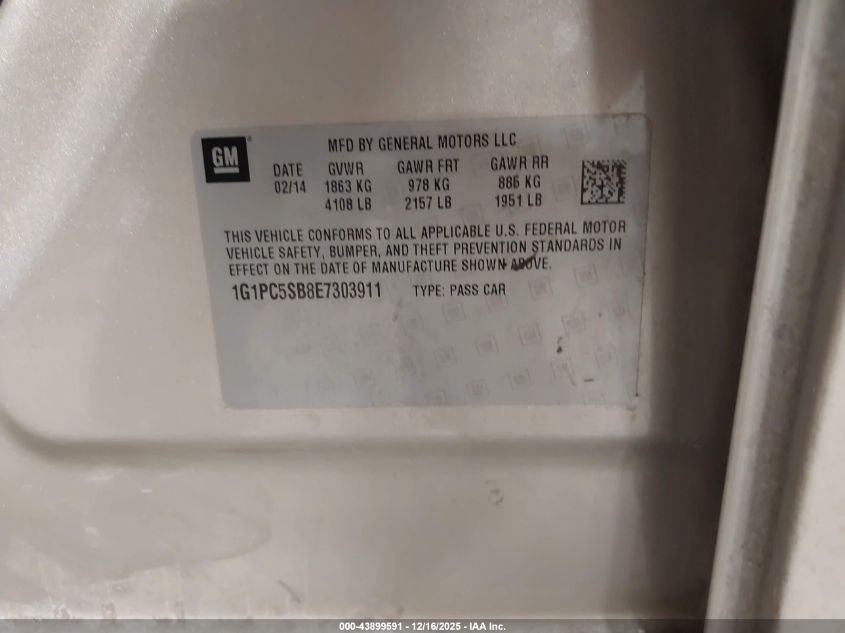 GM
MFD BY GENERAL MOTORS LLC
DATE GVWR GAWR FRT GAWR RR
02/14 1863 KG 978 KG 886 KG
4108 LB 2157 LB 1951 LB
THIS VEHICLE CONFORMS TO ALL APPLICABLE U.S. FEDERAL MOTOR
VEHICLE SAFETY, BUMPER, AND THEFT PREVENTION STANDARDS IN
EFFECT ON THE DATE OF MANUFACTURE SHOWN ABOVE.
1G1PC5SB8E7303911 TYPE: PASS CAR
000-43899591 - 12/16/2025 - IAA Inc.